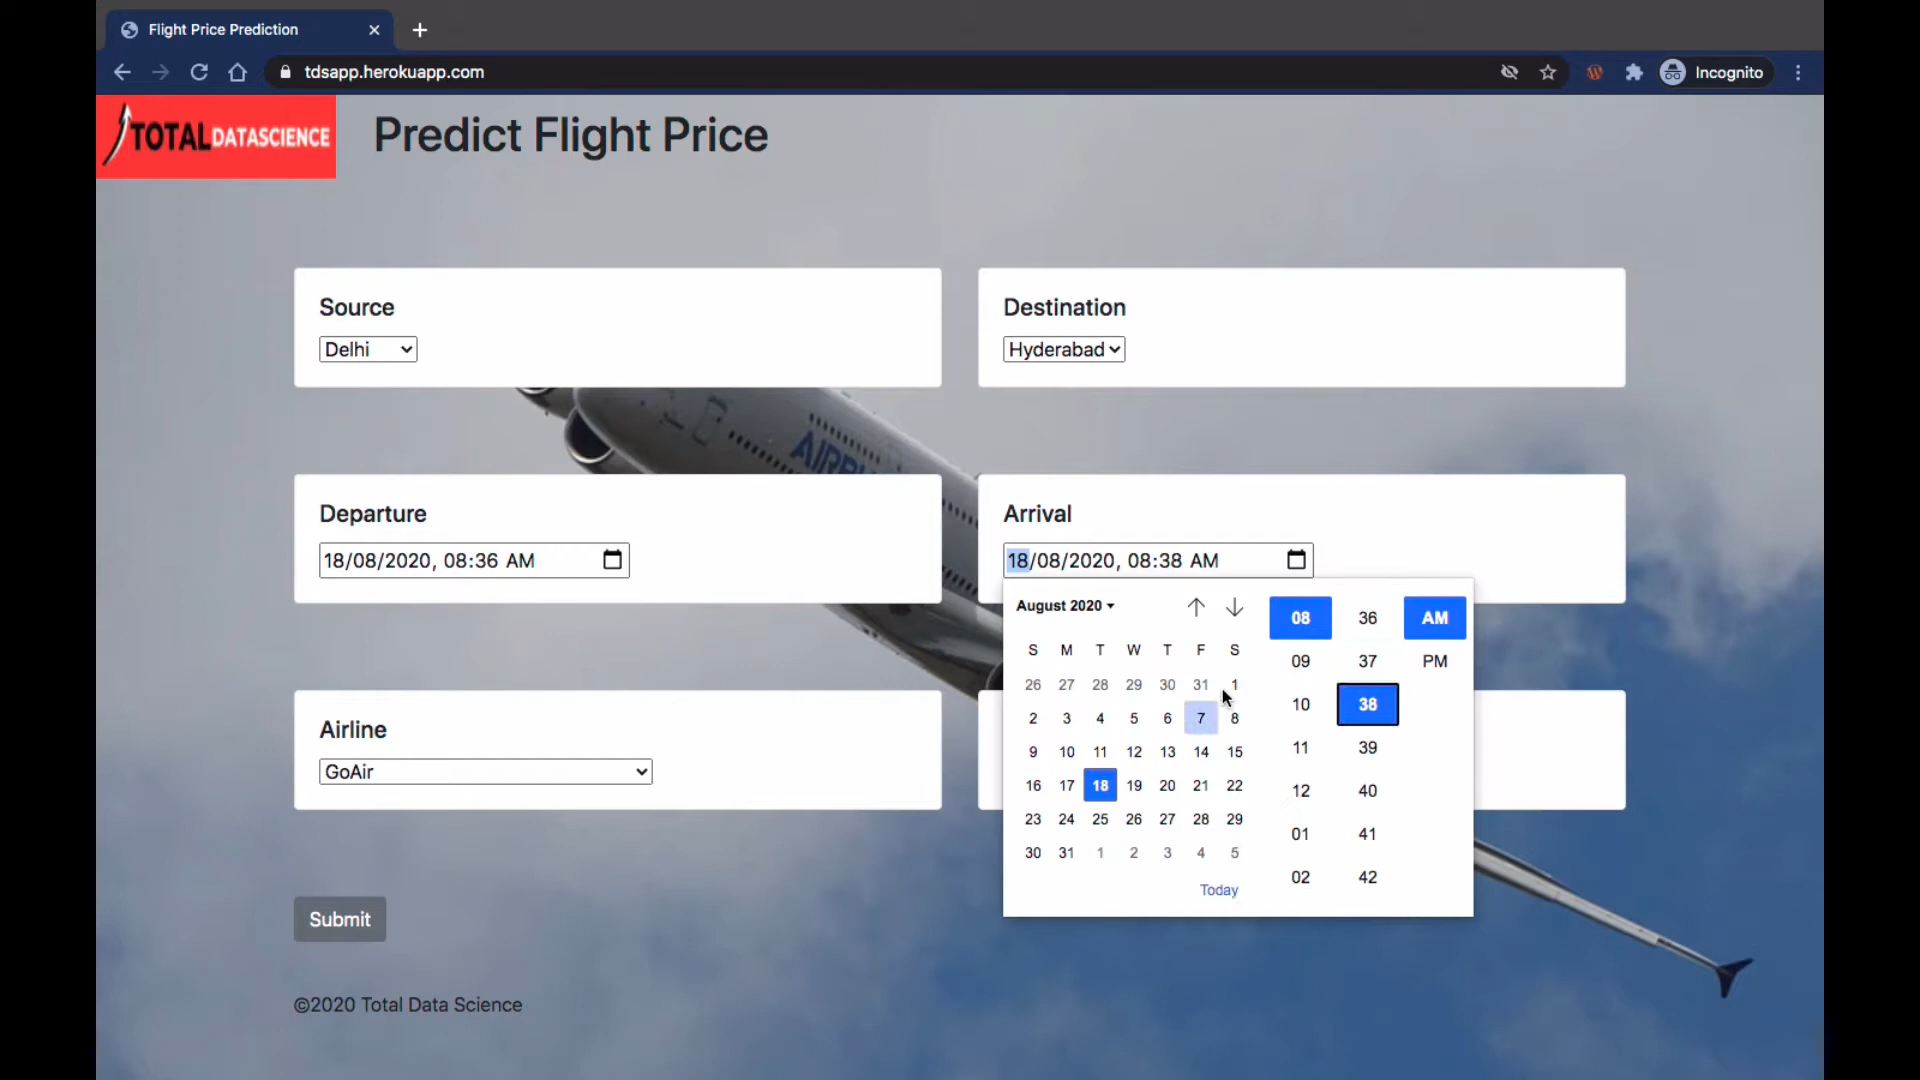 Flight Price Prediction
tdsapp.herokuapp.com
Incognito
TOTAL DATASCIENCE
Predict Flight Price
Source
Delhi
Destination
Hyderabad
AIRBU
Departure
18/08/2020, 08:36 AM
Arrival
18/08/2020, 08:38 AM
August 2020
S M T W T F S
26 27 28 29 30 31 1
2 3 4 5 6 7 8
9 10 11 12 13 14 15
16 17 18 19 20 21 22
23 24 25 26 27 28 29
30 31 1 2 3 4 5
Today
08 36 AM
09 37 PM
10 38
11 39
12 40
01 41
02 42
Airline
GoAir
Submit
©2020 Total Data Science